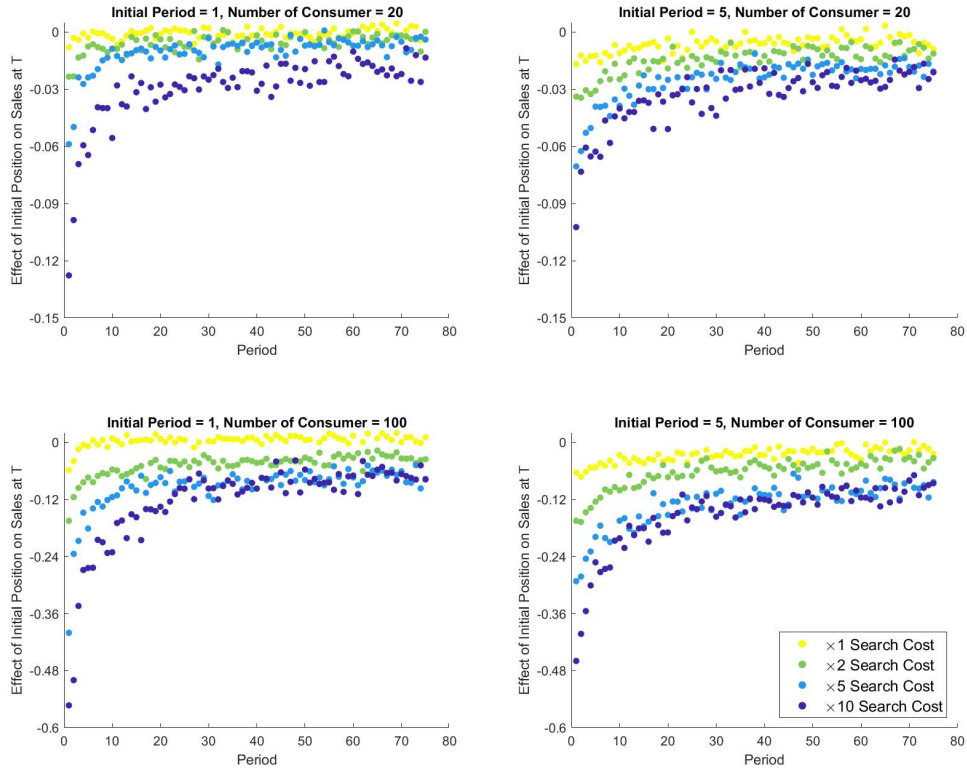 Initial Period = 1, Number of Consumer = 20
Effect of Initial Position on Sales at T
0
-0.03
-0.06
-0.09
-0.12
-0.15
0 10 20 30 40 50 60 70 80
Period
Initial Period = 5, Number of Consumer = 20
Effect of Initial Position on Sales at T
0
-0.03
-0.06
-0.09
-0.12
-0.15
0 10 20 30 40 50 60 70 80
Period
Initial Period = 1, Number of Consumer = 100
Effect of Initial Position on Sales at T
0
-0.12
-0.24
-0.36
-0.48
-0.6
0 10 20 30 40 50 60 70 80
Period
Initial Period = 5, Number of Consumer = 100
Effect of Initial Position on Sales at T
0
-0.12
-0.24
-0.36
-0.48
-0.6
0 10 20 30 40 50 60 70 80
Period
×1 Search Cost
×2 Search Cost
×5 Search Cost
×10 Search Cost